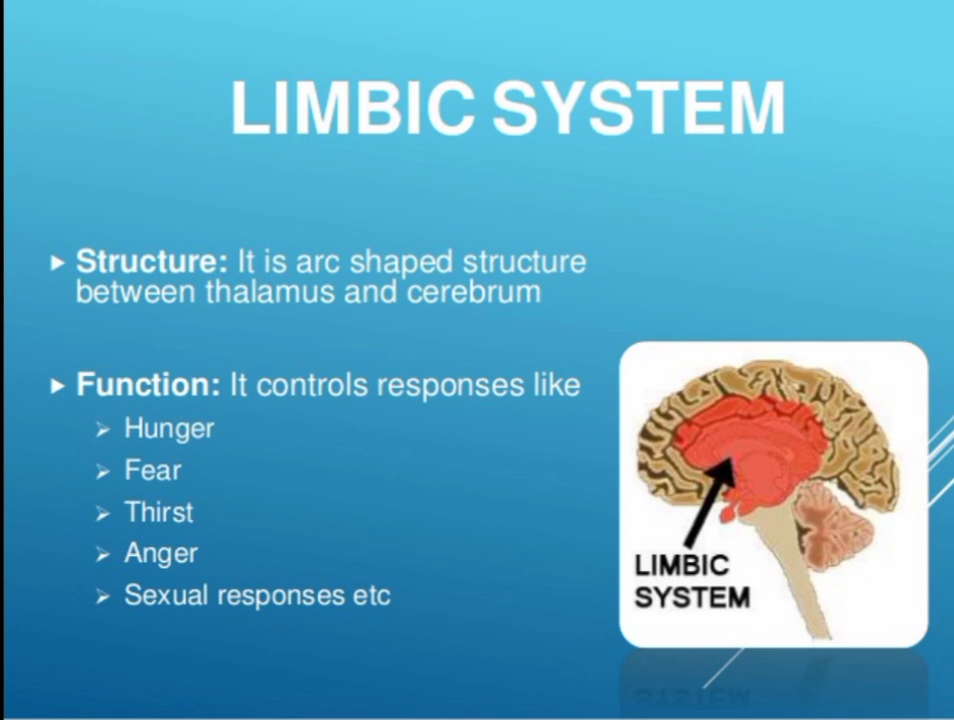 LIMBIC SYSTEM
Structure: It is arc shaped structure
between thalamus and cerebrum
Function: It controls responses like
Hunger
Fear
Thirst
Anger
Sexual responses etc
LIMBIC
SYSTEM